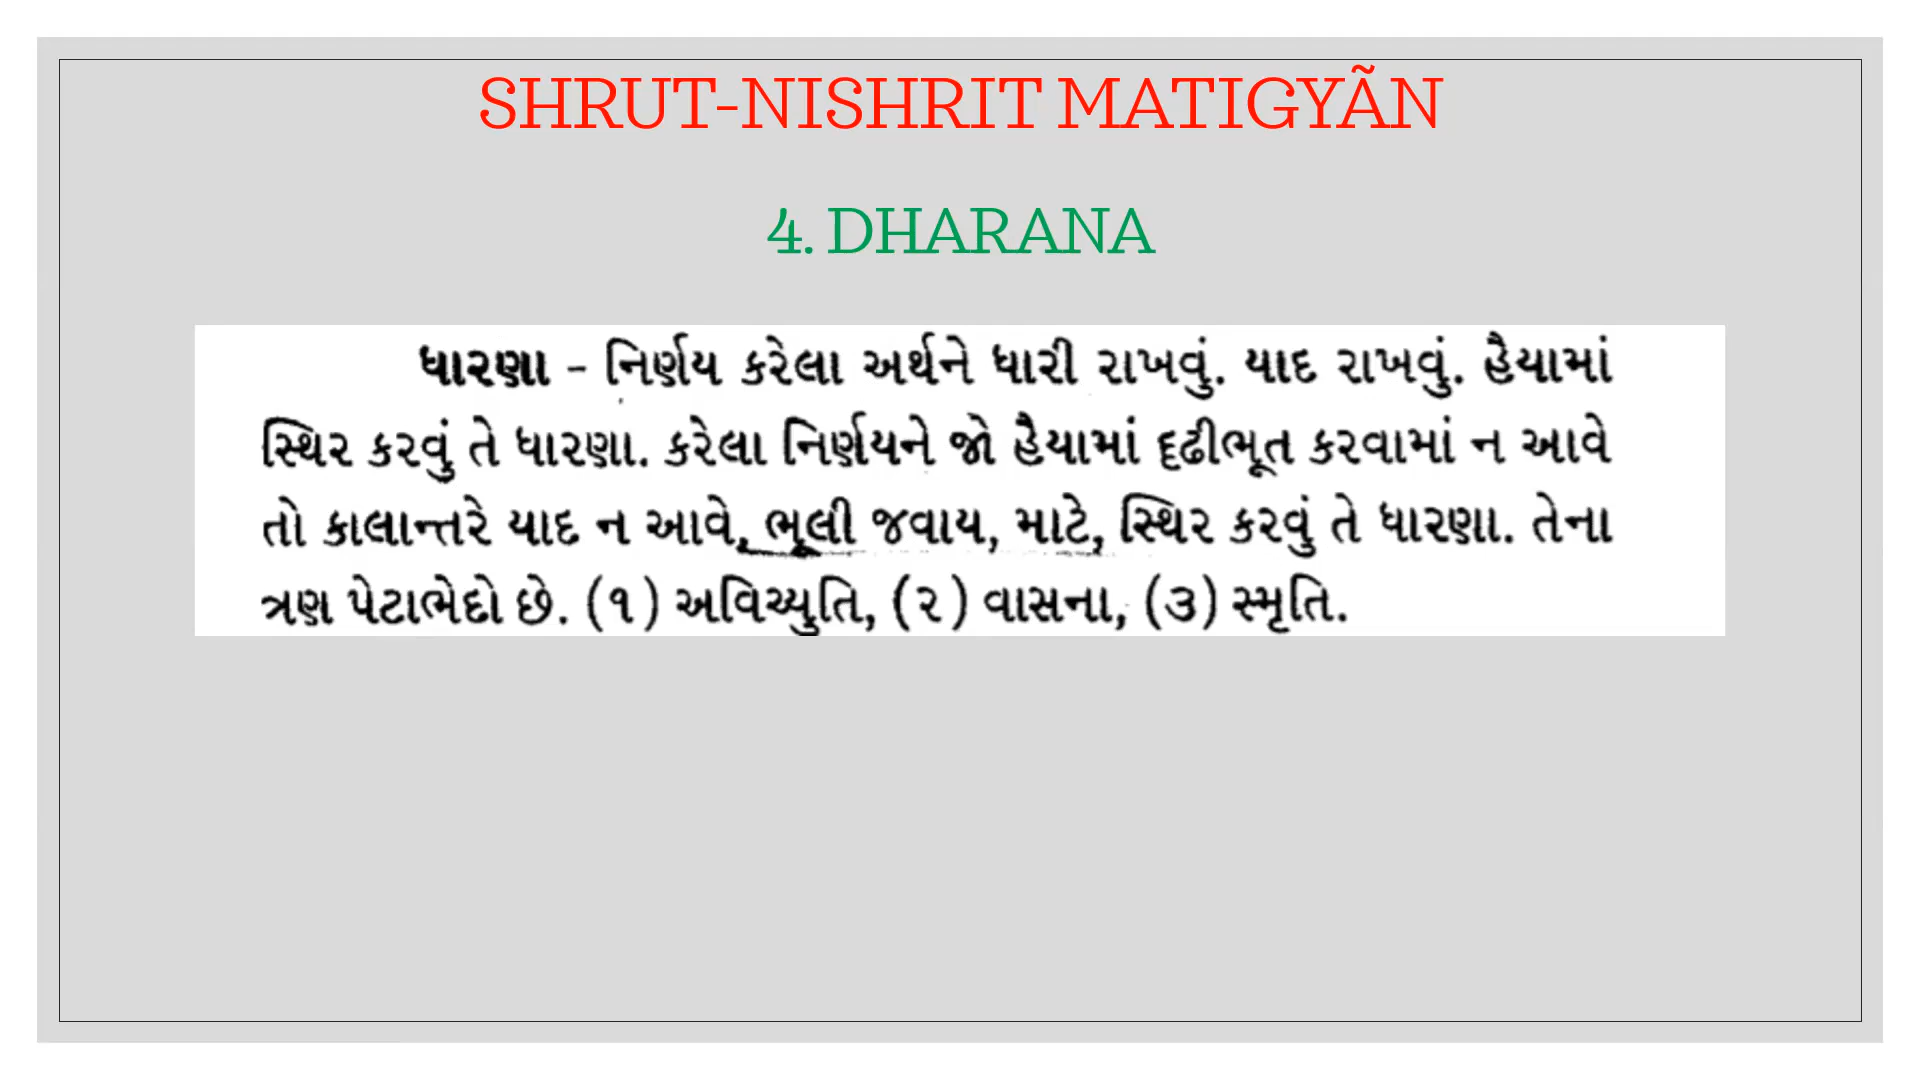 SHRUT-NISHRIT MATIGYÃN
4. DHARANA
ધારણા - નિર્ણય કરેલા અર્થને ધારી રાખવું. યાદ રાખવું. હૈયામાં
સ્થિર કરવું તે ધારણા. કરેલા નિર્ણયને જો હૈયામાં દૃઢીભૂત કરવામાં ન આવે
તો કાલાન્તરે યાદ ન આવે, ભૂલી જવાય, માટે, સ્થિર કરવું તે ધારણા. તેના
ત્રણ પેટાભેદો છે. (૧) અવિચ્યુતિ, (૨) વાસના, (૩) સ્મૃતિ.